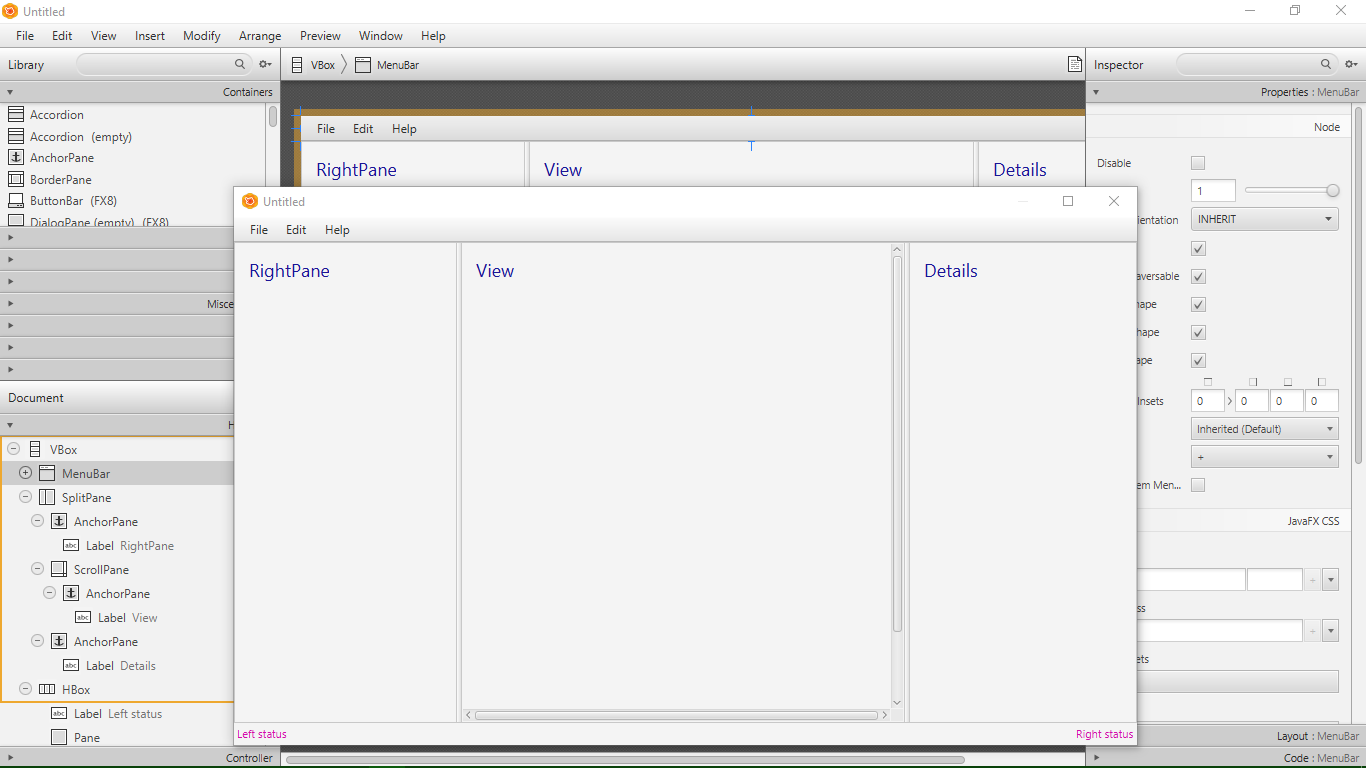 Untitled
File Edit View Insert Modify Arrange Preview Window Help
Library
VBox MenuBar
Inspector
Containers
Properties : MenuBar
Accordion
Accordion (empty)
AnchorPane
BorderPane
ButtonBar (FX8)
DialogPane (empty) (FX8)
Misce
Document
H
VBox
MenuBar
SplitPane
AnchorPane
Label RightPane
ScrollPane
AnchorPane
Label View
AnchorPane
Label Details
HBox
Label Left status
Pane
Controller
File Edit Help
RightPane View Details
Untitled
File Edit Help
RightPane View Details
Left status Right status
Node
Disable
1
ientation INHERIT
aversable
hape
hape
ape
Insets 0 0 0 0
Inherited (Default)
+
em Men...
JavaFX CSS
+
ss
+
ets
Layout : MenuBar
Code : MenuBar